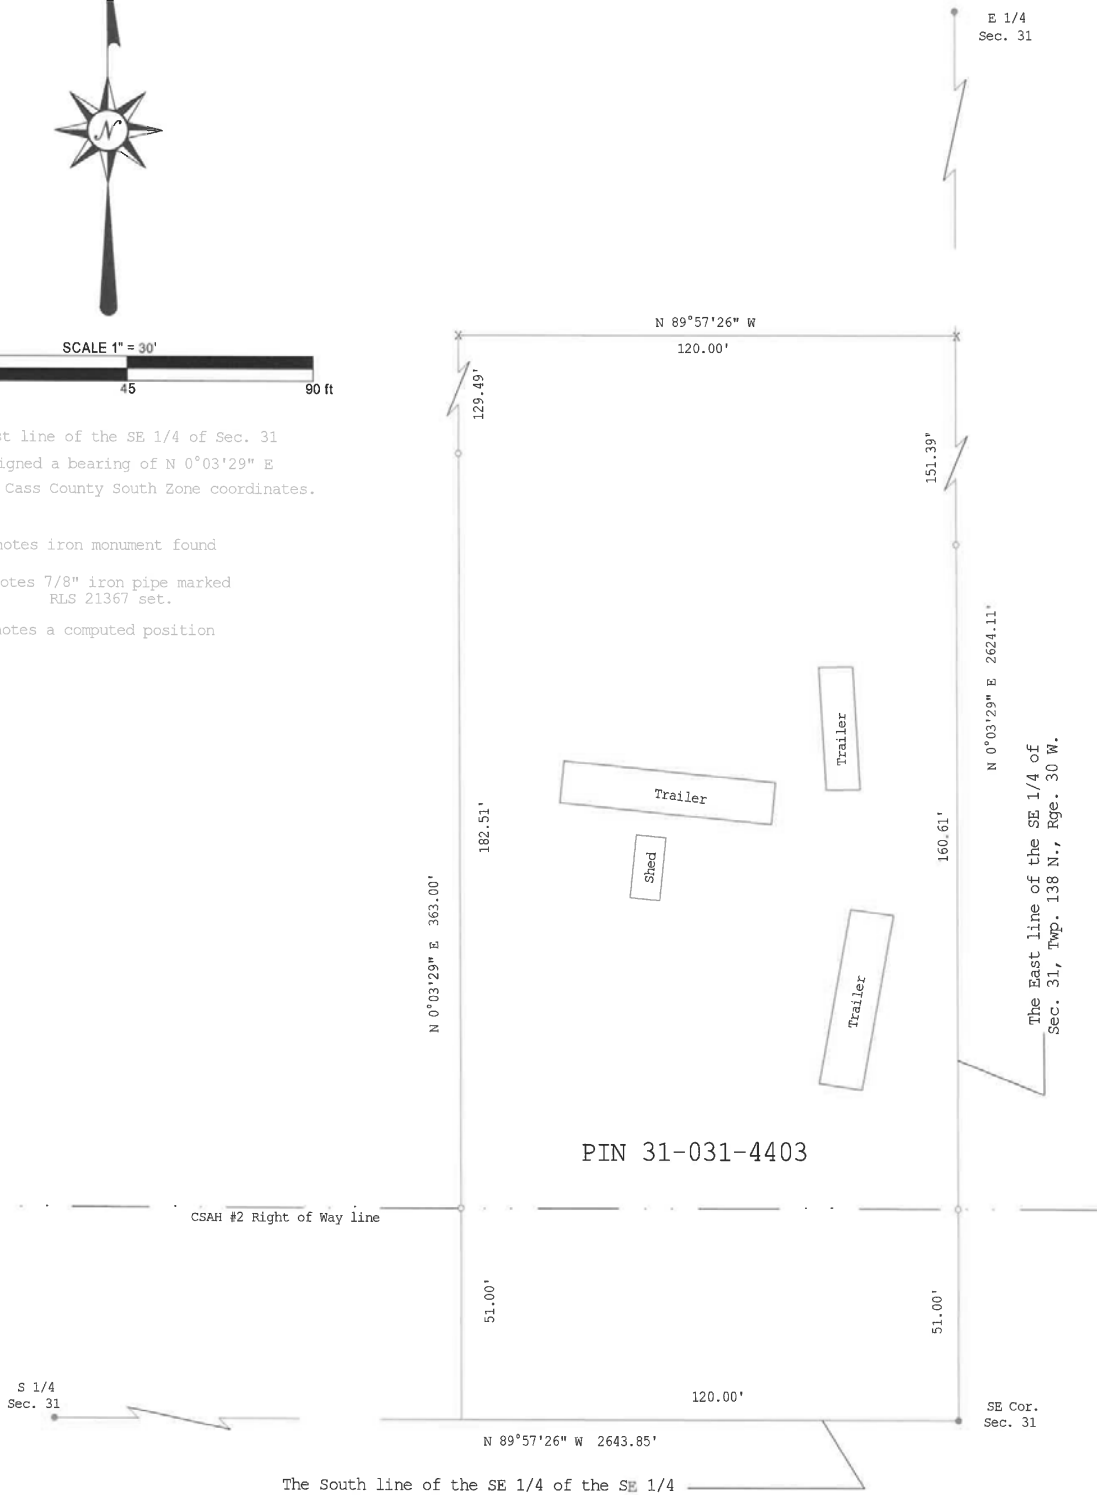 E 1/4
Sec. 31
N
SCALE 1" = 30'
45
90 ft
N 89°57'26" W
120.00'
129.49'
151.39"
st line of the SE 1/4 of Sec. 31
igned a bearing of N 0°03'29" E
Cass County South Zone coordinates.
notes iron monument found
otes 7/8" iron pipe marked
RLS 21367 set.
notes a computed position
N 0°03'29" E 2624.11'
The East line of the SE 1/4 of
Sec. 31, Twp. 138 N., Rge. 30 W.
Trailer
Trailer
Shed
Trailer
182.51'
160.61'
N 0°03'29" E 363.00'
PIN 31-031-4403
CSAH #2 Right of Way line
51.00'
51.00'
S 1/4
Sec. 31
120.00'
SE Cor.
Sec. 31
N 89°57'26" W 2643.85'
The South line of the SE 1/4 of the SE 1/4